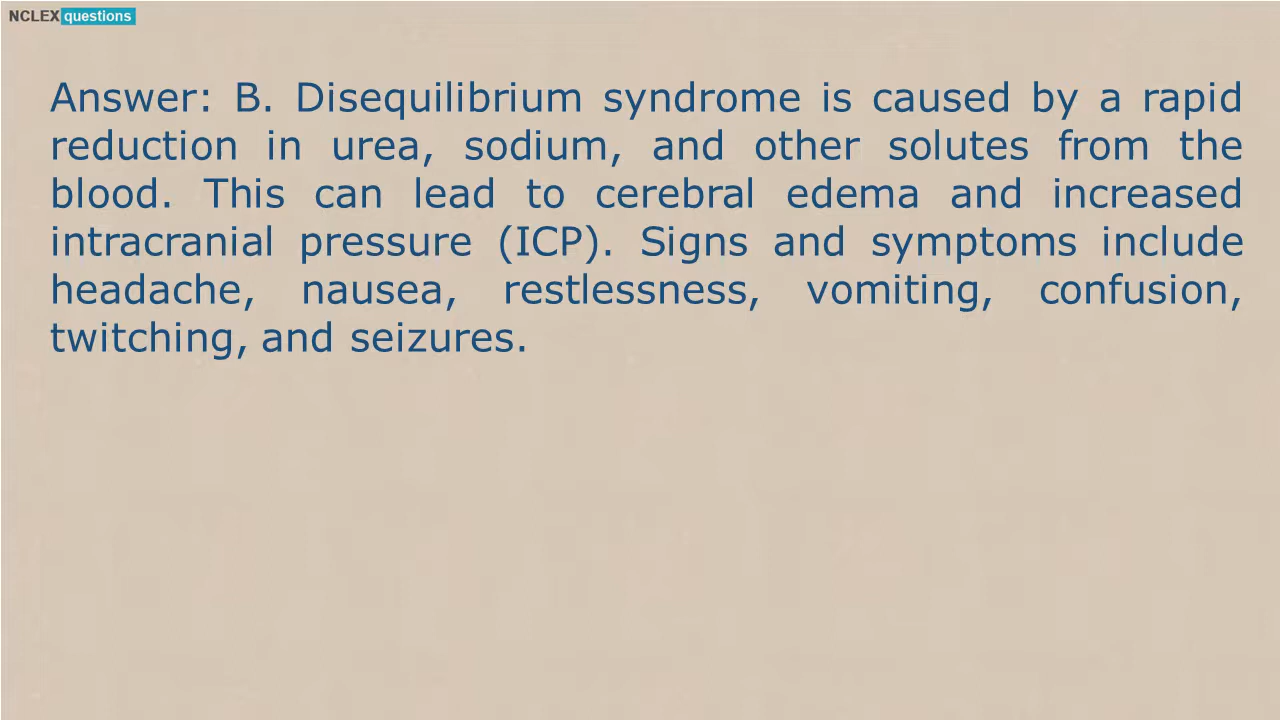 NCLEX questions
Answer: B. Disequilibrium syndrome is caused by a rapid
reduction in urea, sodium, and other solutes from the
blood. This can lead to cerebral edema and increased
intracranial pressure (ICP). Signs and symptoms include
headache, nausea, restlessness, vomiting, confusion,
twitching, and seizures.